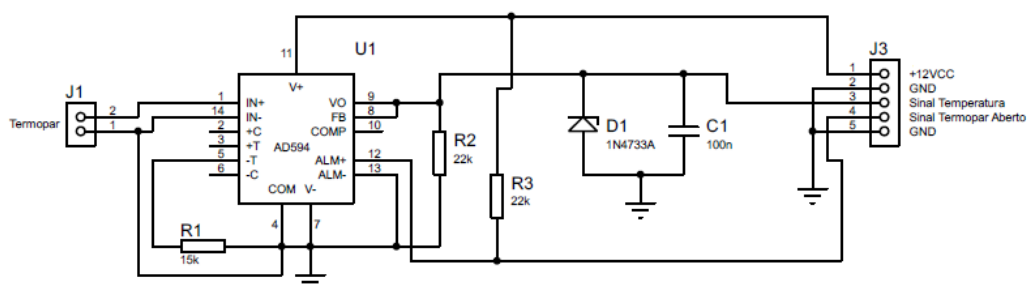 J1
Termopar
2
1
U1
11
V+
1
14
2
3
5
6
IN+
IN-
+C
+T
-T
-C
AD594
VO
FB
COMP
ALM+
ALM-
9
8
10
12
13
COM V-
4
7
R1
15k
R2
22k
R3
22k
D1
1N4733A
C1
100n
J3
1
2
3
4
5
+12VCC
GND
Sinal Temperatura
Sinal Termopar Aberto
GND